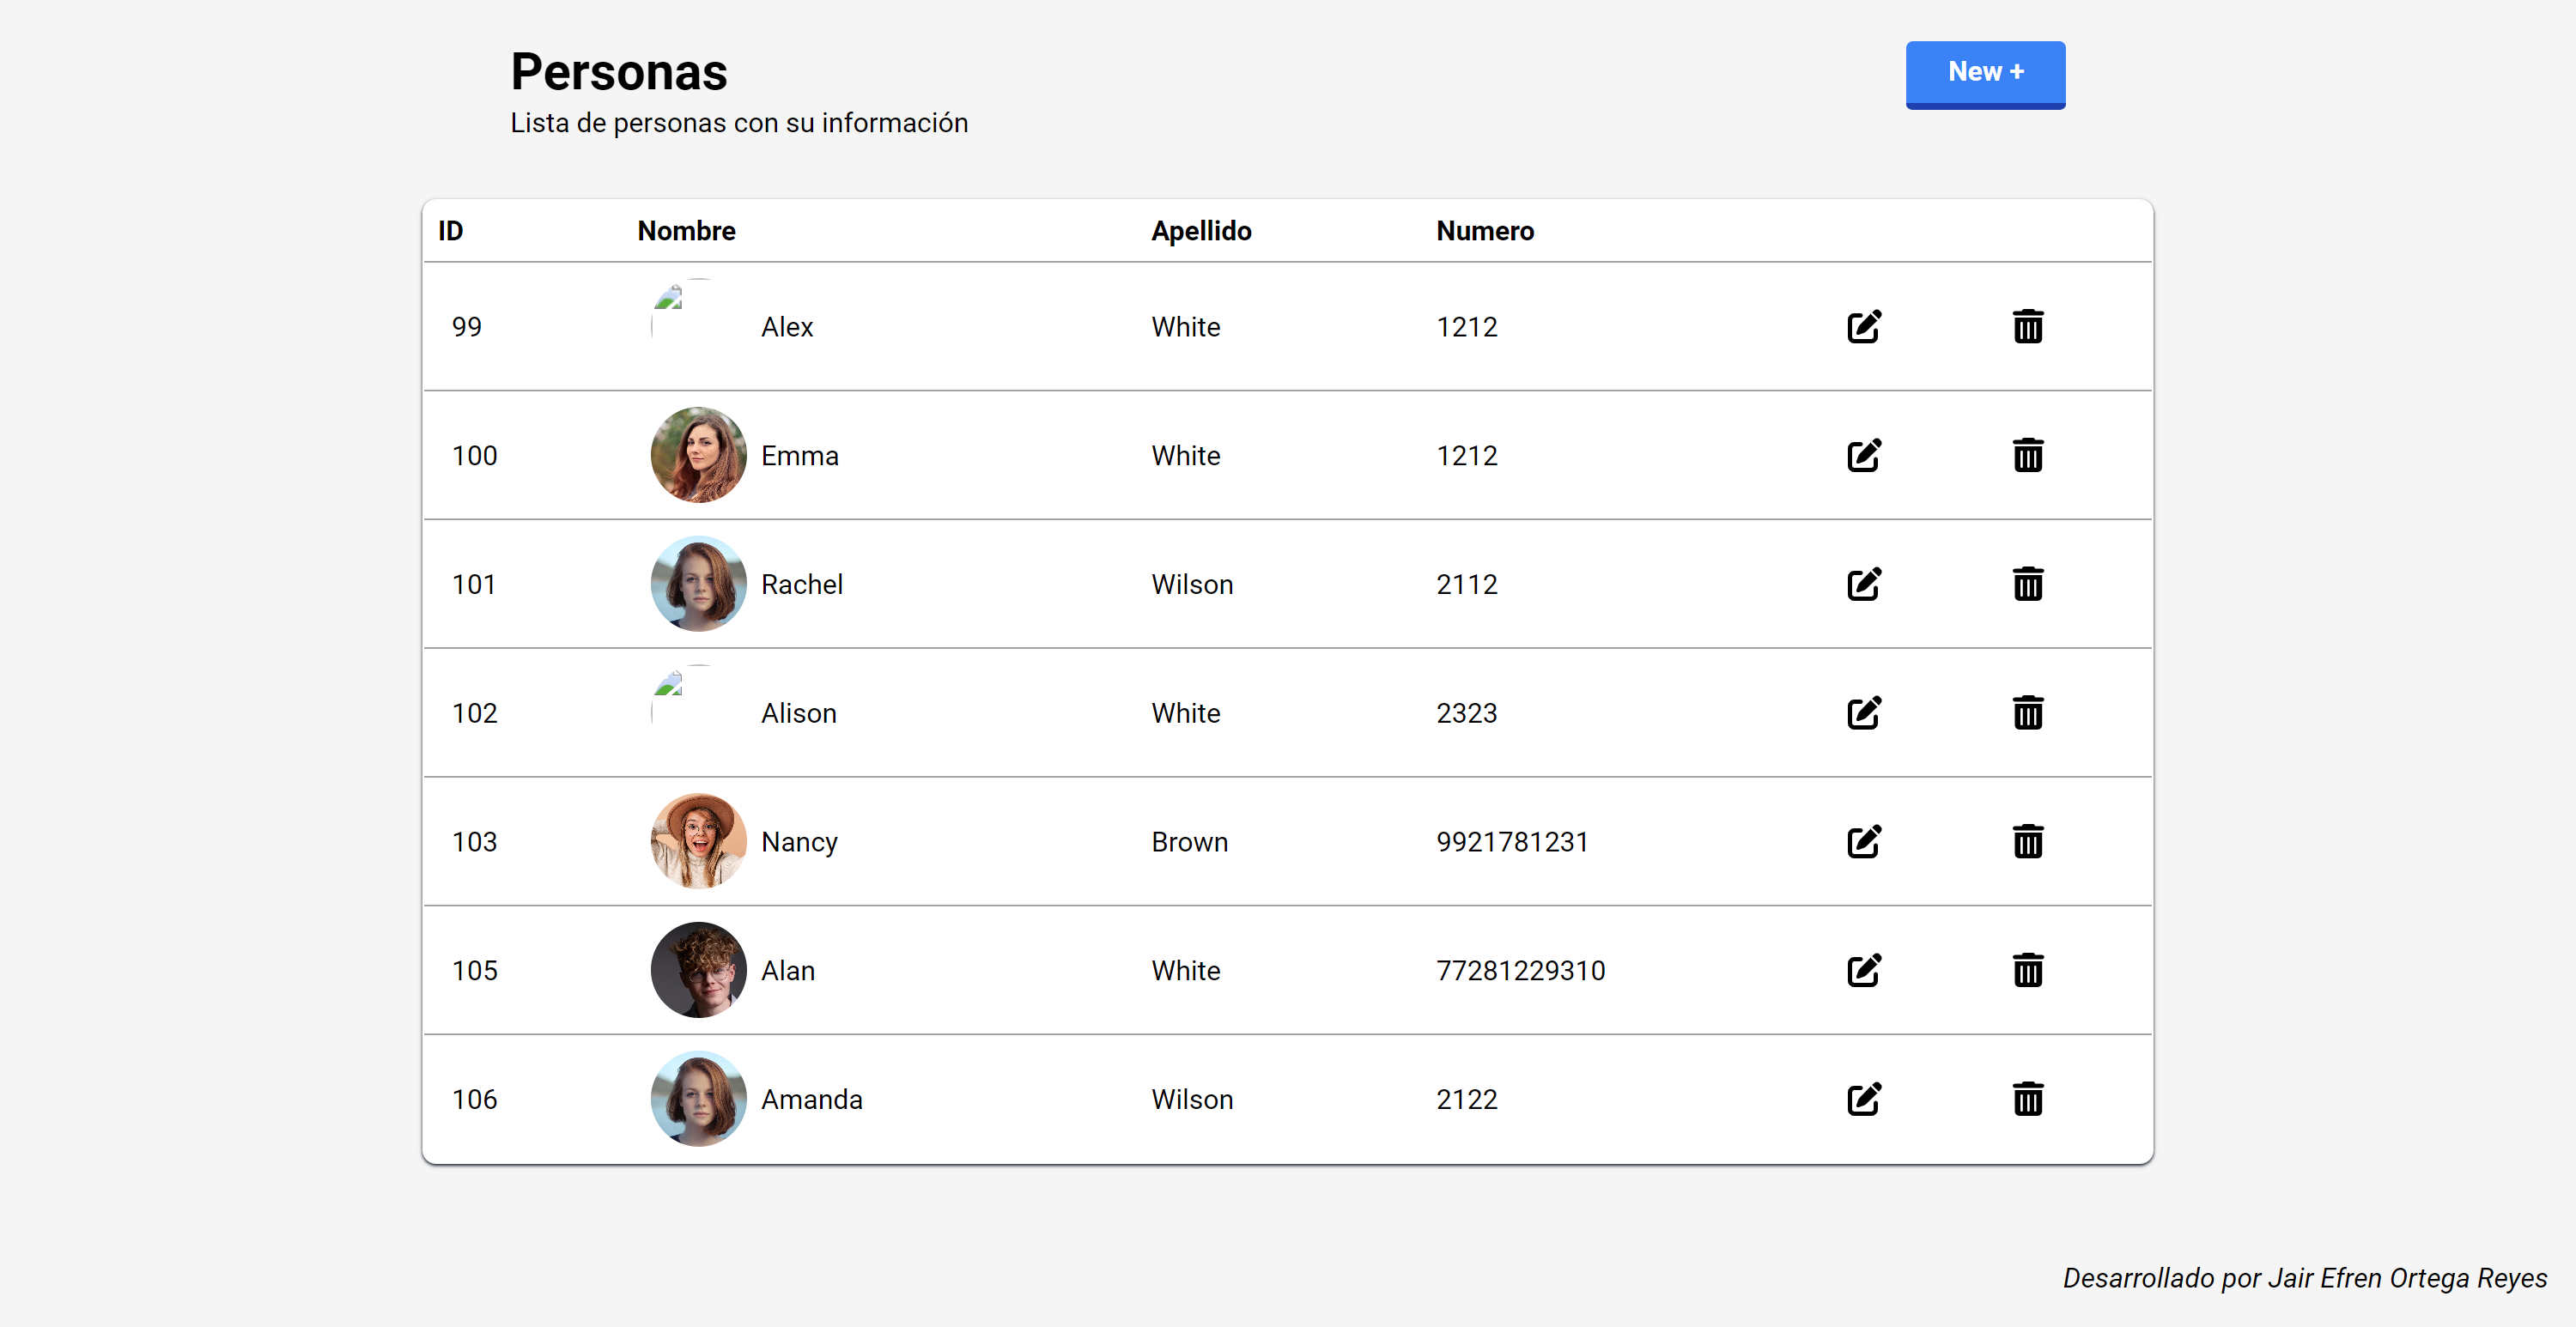 Personas
New +
Lista de personas con su información
ID Nombre Apellido Numero
99 Alex White 1212
100 Emma White 1212
101 Rachel Wilson 2112
102 Alison White 2323
103 Nancy Brown 9921781231
105 Alan White 77281229310
106 Amanda Wilson 2122
Desarrollado por Jair Efren Ortega Reyes